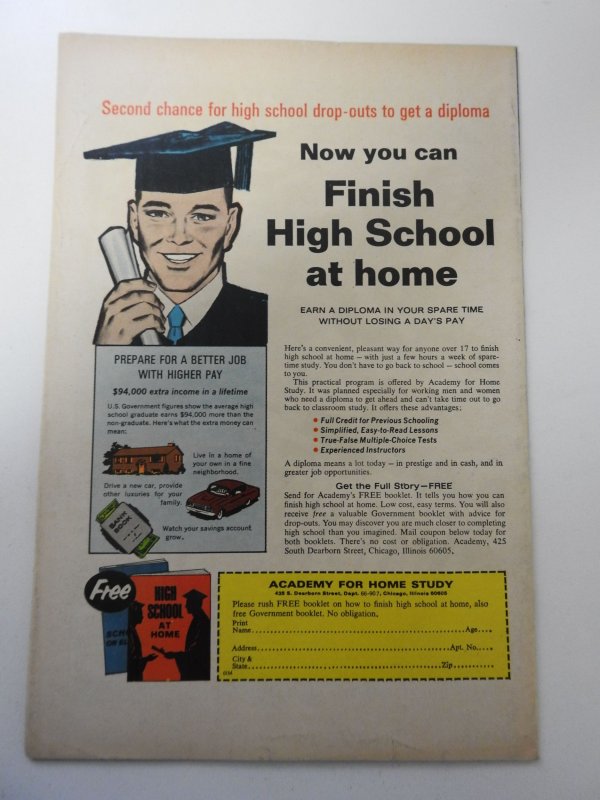 Second chance for high school drop-outs to get a diploma
Now you can
Finish
High School
at home
EARN A DIPLOMA IN YOUR SPARE TIME
WITHOUT LOSING A DAY'S PAY
Here's a convenient, pleasant way for anyone over 17 to finish
high school at home — with just a few hours a week of spare-
time study. You don't have to go back to school — school comes
to you.
This practical program is offered by Academy for Home
Study. It was planned especially for working men and women
who need a diploma to get ahead and can't take time out to go
back to classroom study. It offers these advantages:
• Full Credit for Previous Schooling
• Simplified, Easy-to-Read Lessons
• True-False Multiple-Choice Tests
• Experienced Instructors
A diploma means a lot today — in prestige and in cash, and in
greater job opportunities.
Get the Full Story—FREE
Send for Academy's FREE booklet. It tells you how you can
finish high school at home. Low cost, easy terms. You will also
receive free a valuable Government booklet with advice for
drop-outs. You may discover you are much closer to completing
high school than you imagined. Mail coupon below today for
both booklets. There's no cost or obligation. Academy, 425
South Dearborn Street, Chicago, Illinois 60605.
PREPARE FOR A BETTER JOB
WITH HIGHER PAY
$94,000 extra income in a lifetime
U.S. Government figures show the average high
school graduate earns $94,000 more than the
non-graduate. Here's what the extra money can
mean:
Live in a home of
your own in a fine
neighborhood.
Drive a new car, provide
other luxuries for your
family.
BANK
BOOK
Watch your savings account
grow.
Free
HIGH
SCHOOL
AT
HOME
ACADEMY FOR HOME STUDY
425 S. Dearborn Street, Dept. 66-907, Chicago, Illinois 60605
Please rush FREE booklet on how to finish high school at home, also
free Government booklet. No obligation.
Print
Name Age
Address Apt. No.
City &
State Zip